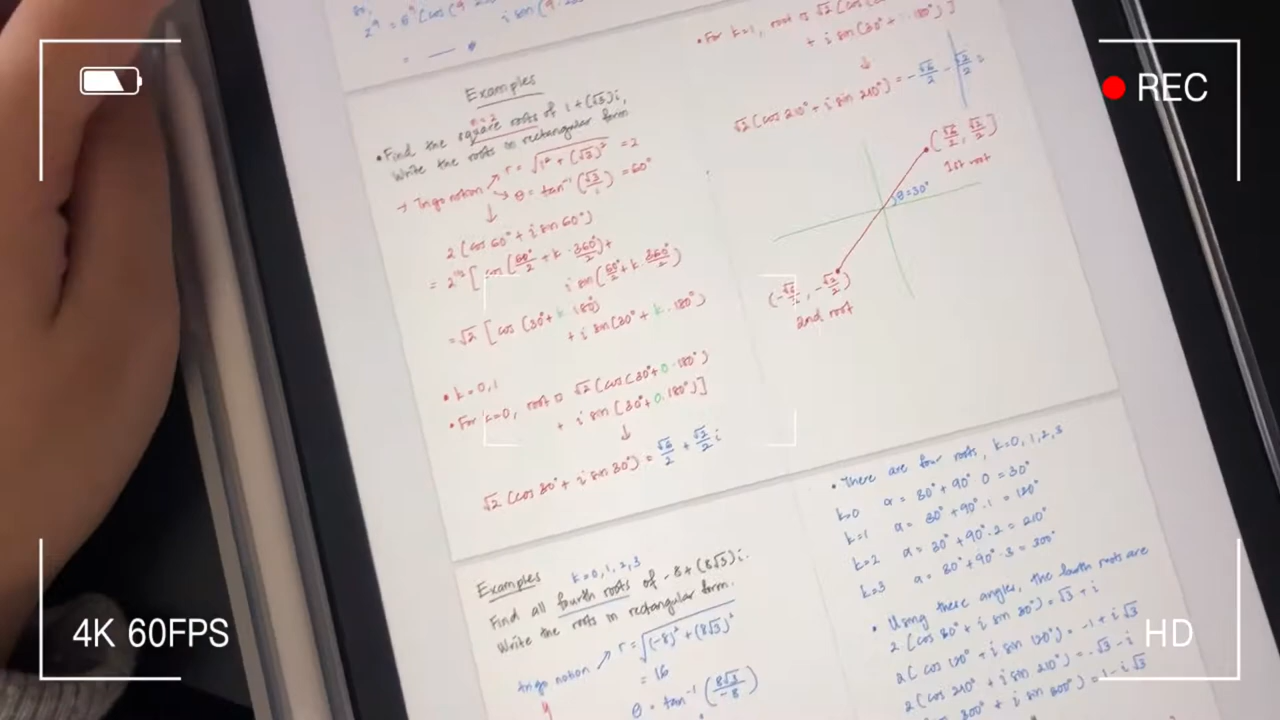 REC
4K 60FPS
HD
Examples
n=2
• Find the square roots of 1+(√3)i,
Write the roots in rectangular form
→ Trigo notation ↗ r = √(1² + (√3)²) = 2
↘ θ = tan⁻¹ (√3/1) = 60°
↓
2 [cos 60° + i sin 60°]
= 2^(1/2) [cos (60°/2 + k · 360°/2) +
i sin (60°/2 + k · 360°/2)]
= √2 [cos (30° + k · 180°)
+ i sin (30° + k · 180°)
• k = 0, 1
• For k=0, root is √2 (cos (30° + 0 · 180°)
+ i sin [30° + 0 · 180°)]
↓
√2 (cos 30° + i sin 30°) = √6/2 + √2/2 i
• For k=1, root is √2 (cos
+ i sin (30° + 1 · 180°)]
↓
√2 (cos 210° + i sin 210°) = -√6/2 - √2/2 i
(√6/2, √2/2)
1st root
θ=30°
(-√6/2, -√2/2)
2nd root
Examples k=0, 1, 2, 3
Find all fourth roots of -8+(8√3)i.
Write the roots in rectangular form.
trigo notation ↗ r = √((-8)² + (8√3)²
= 16
θ = tan⁻¹ (8√3/-8)
y
• There are four roots, k=0, 1, 2, 3
k=0 α = 30° + 90° · 0 = 30°
k=1 α = 30° + 90° · 1 = 120°
k=2 α = 30° + 90° · 2 = 210°
k=3 α = 30° + 90° · 3 = 300°
• Using these angles, the fourth roots are
2 (cos 30° + i sin 30°) = √3 + i
2 (cos 120° + i sin 120°) = -1 + i√3
2 (cos 210° + i sin 210°) = -√3 - i
300° + i sin 300°) = 1 - i√3